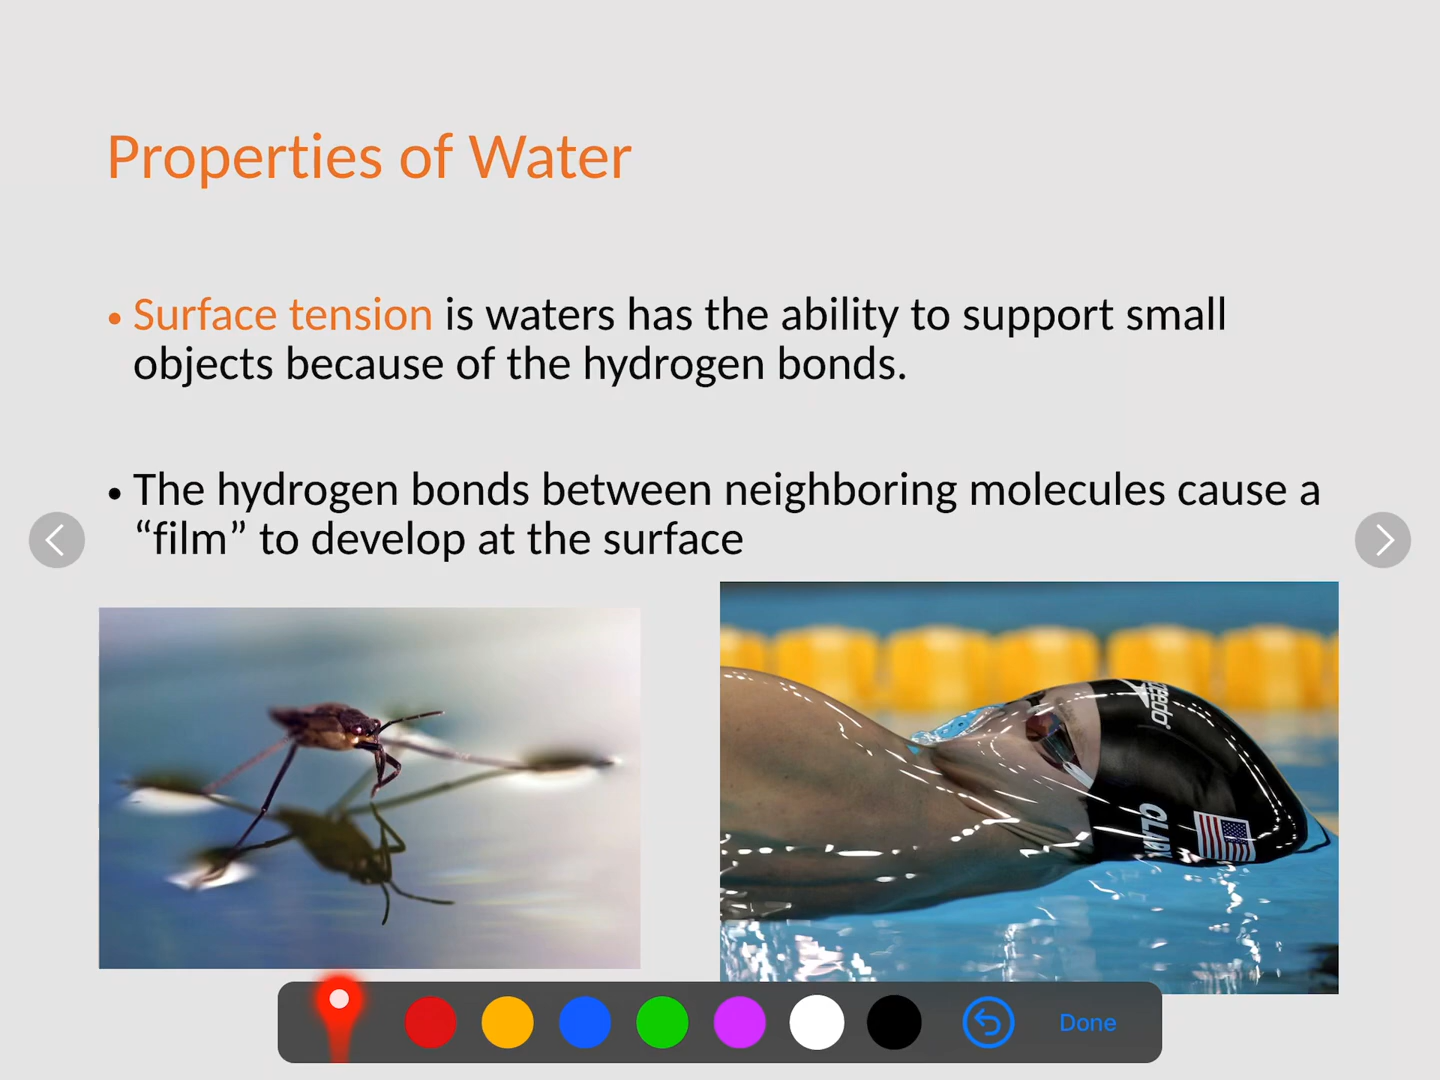 Properties of Water
• Surface tension is waters has the ability to support small
objects because of the hydrogen bonds.
• The hydrogen bonds between neighboring molecules cause a
“film” to develop at the surface
speedo
Done